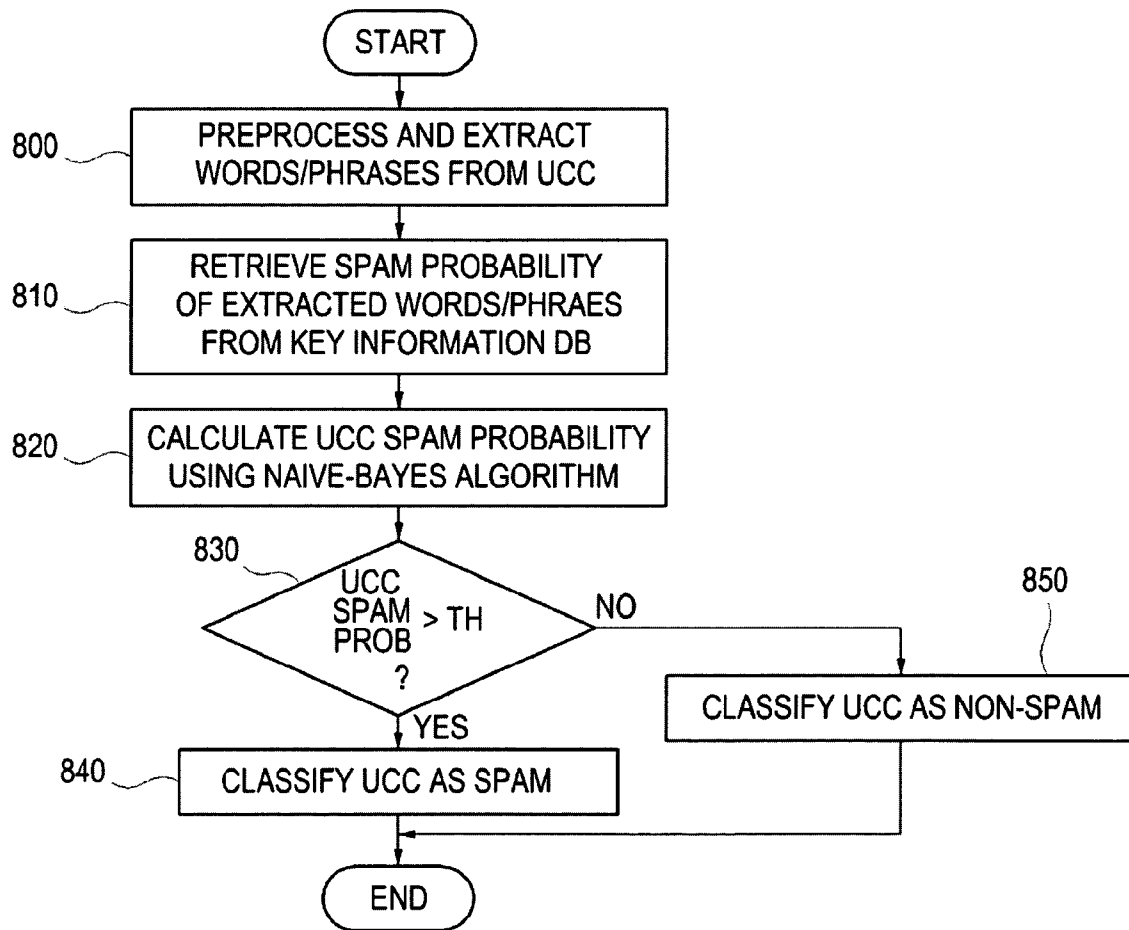 START
800
PREPROCESS AND EXTRACT
WORDS/PHRASES FROM UCC
810
RETRIEVE SPAM PROBABILITY
OF EXTRACTED WORDS/PHRAES
FROM KEY INFORMATION DB
820
CALCULATE UCC SPAM PROBABILITY
USING NAIVE-BAYES ALGORITHM
830
UCC
SPAM
PROB
> TH
?
NO
850
CLASSIFY UCC AS NON-SPAM
YES
840
CLASSIFY UCC AS SPAM
END